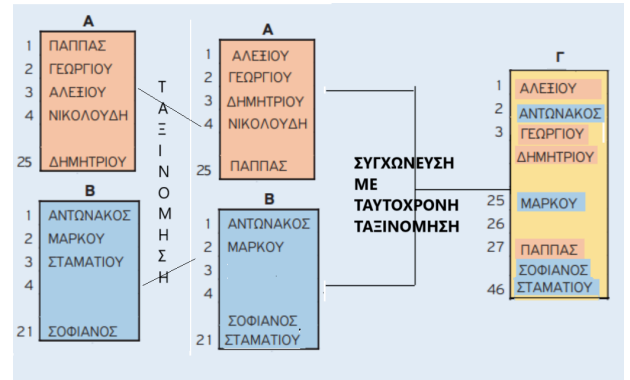 Α
1 ΠΑΠΠΑΣ
2 ΓΕΩΡΓΙΟΥ
3 ΑΛΕΞΙΟΥ
4 ΝΙΚΟΛΟΥΔΗ
25 ΔΗΜΗΤΡΙΟΥ
Β
1 ΑΝΤΩΝΑΚΟΣ
2 ΜΑΡΚΟΥ
3 ΣΤΑΜΑΤΙΟΥ
4
21 ΣΟΦΙΑΝΟΣ
ΤΑΞΙΝΟΜΗΣΗ
Α
1 ΑΛΕΞΙΟΥ
2 ΓΕΩΡΓΙΟΥ
3 ΔΗΜΗΤΡΙΟΥ
4 ΝΙΚΟΛΟΥΔΗ
25 ΠΑΠΠΑΣ
Β
1 ΑΝΤΩΝΑΚΟΣ
2 ΜΑΡΚΟΥ
3
4
ΣΟΦΙΑΝΟΣ
21 ΣΤΑΜΑΤΙΟΥ
ΣΥΓΧΩΝΕΥΣΗ
ΜΕ
ΤΑΥΤΟΧΡΟΝΗ
ΤΑΞΙΝΟΜΗΣΗ
Γ
1 ΑΛΕΞΙΟΥ
2 ΑΝΤΩΝΑΚΟΣ
3 ΓΕΩΡΓΙΟΥ
ΔΗΜΗΤΡΙΟΥ
25 ΜΑΡΚΟΥ
26
27 ΠΑΠΠΑΣ
ΣΟΦΙΑΝΟΣ
46 ΣΤΑΜΑΤΙΟΥ